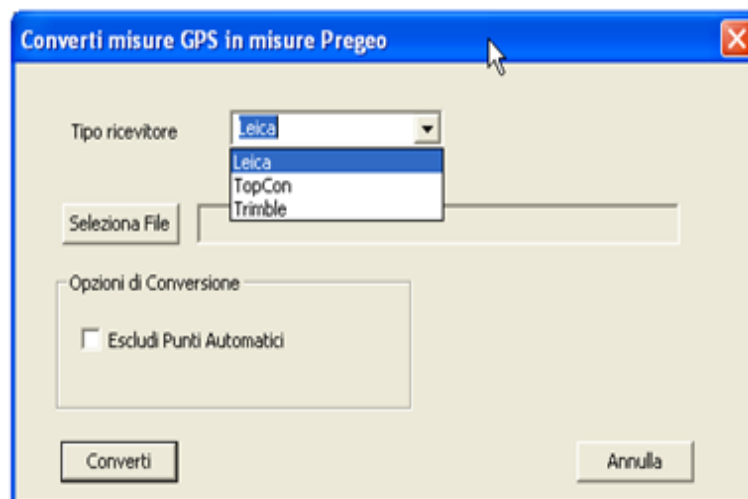 Converti misure GPS in misure Pregeo
Tipo ricevitore
Leica
Leica
TopCon
Trimble
Seleziona File
Opzioni di Conversione
Escludi Punti Automatici
Converti
Annulla